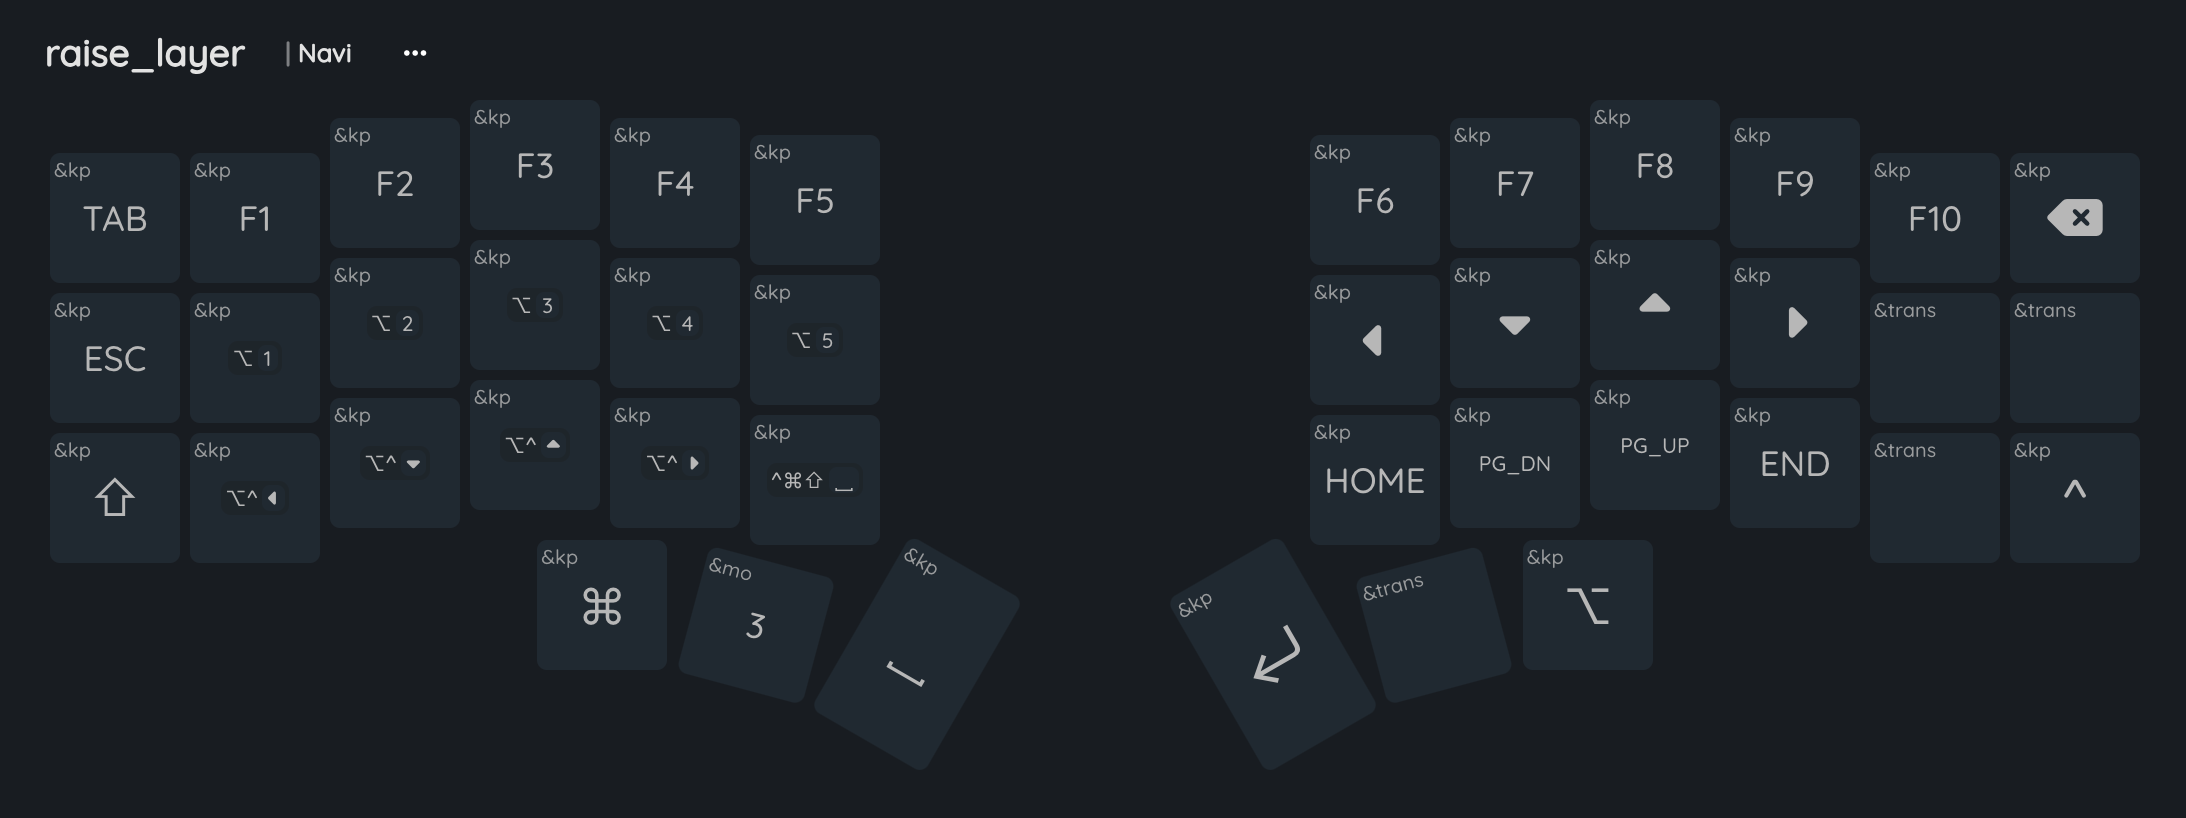 raise_layer | Navi •••
&kp TAB &kp F1 &kp F2 &kp F3 &kp F4 &kp F5 &kp F6 &kp F7 &kp F8 &kp F9 &kp F10 &kp ⌫
&kp ESC &kp ⌥ 1 &kp ⌥ 2 &kp ⌥ 3 &kp ⌥ 4 &kp ⌥ 5 &kp ◀ &kp ▼ &kp ▲ &kp ▶ &trans &trans
&kp ⇧ &kp ⌥^ ◀ &kp ⌥^ ▼ &kp ⌥^ ▲ &kp ⌥^ ▶ &kp ^⌘⇧ ⎵ &kp HOME &kp PG_DN &kp PG_UP &kp END &trans &kp ^
&kp ⌘ &mo 3 &kp ⎵ &kp ↵ &trans &kp ⌥